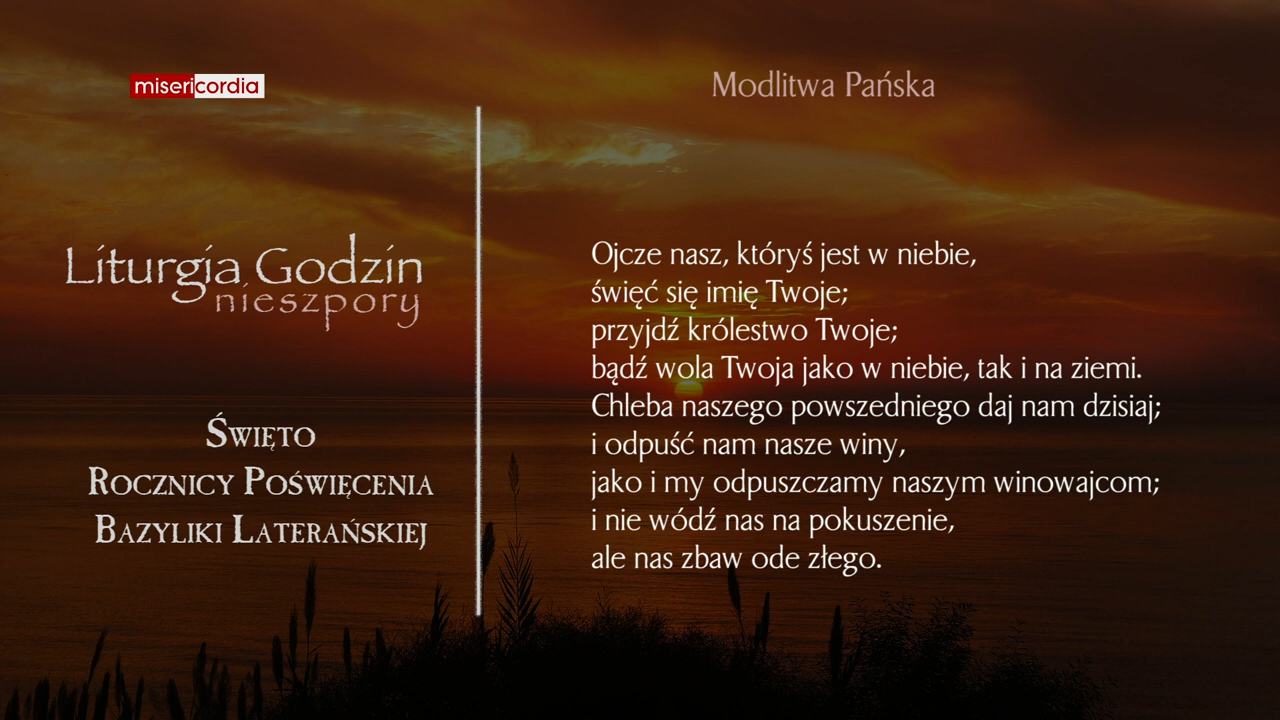 misericordia
Liturgia Godzin
nieszpory
Święto
Rocznicy Poświęcenia
Bazyliki Laterańskiej
Modlitwa Pańska
Ojcze nasz, któryś jest w niebie,
święć się imię Twoje;
przyjdź królestwo Twoje;
bądź wola Twoja jako w niebie, tak i na ziemi.
Chleba naszego powszedniego daj nam dzisiaj;
i odpuść nam nasze winy,
jako i my odpuszczamy naszym winowajcom;
i nie wódź nas na pokuszenie,
ale nas zbaw ode złego.